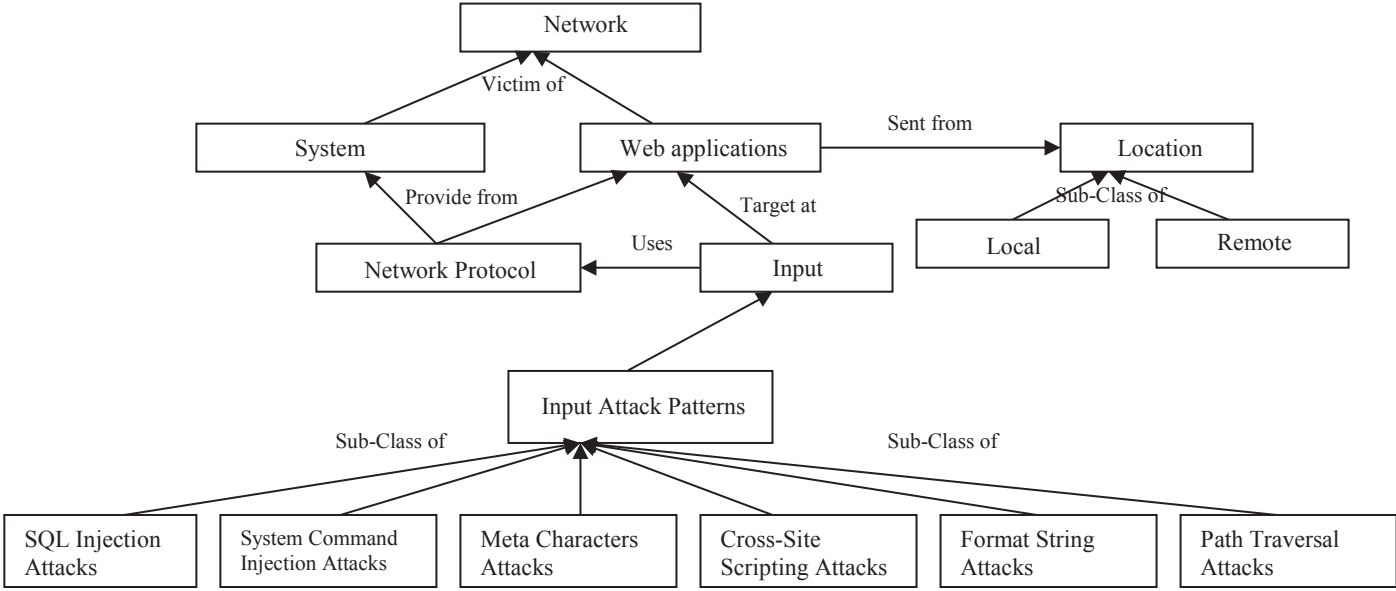 Network
Victim of
System
Web applications
Sent from
Location
Provide from
Target at
Sub-Class of
Network Protocol
Uses
Input
Local
Remote
Input Attack Patterns
Sub-Class of
Sub-Class of
SQL Injection
Attacks
System Command
Injection Attacks
Meta Characters
Attacks
Cross-Site
Scripting Attacks
Format String
Attacks
Path Traversal
Attacks